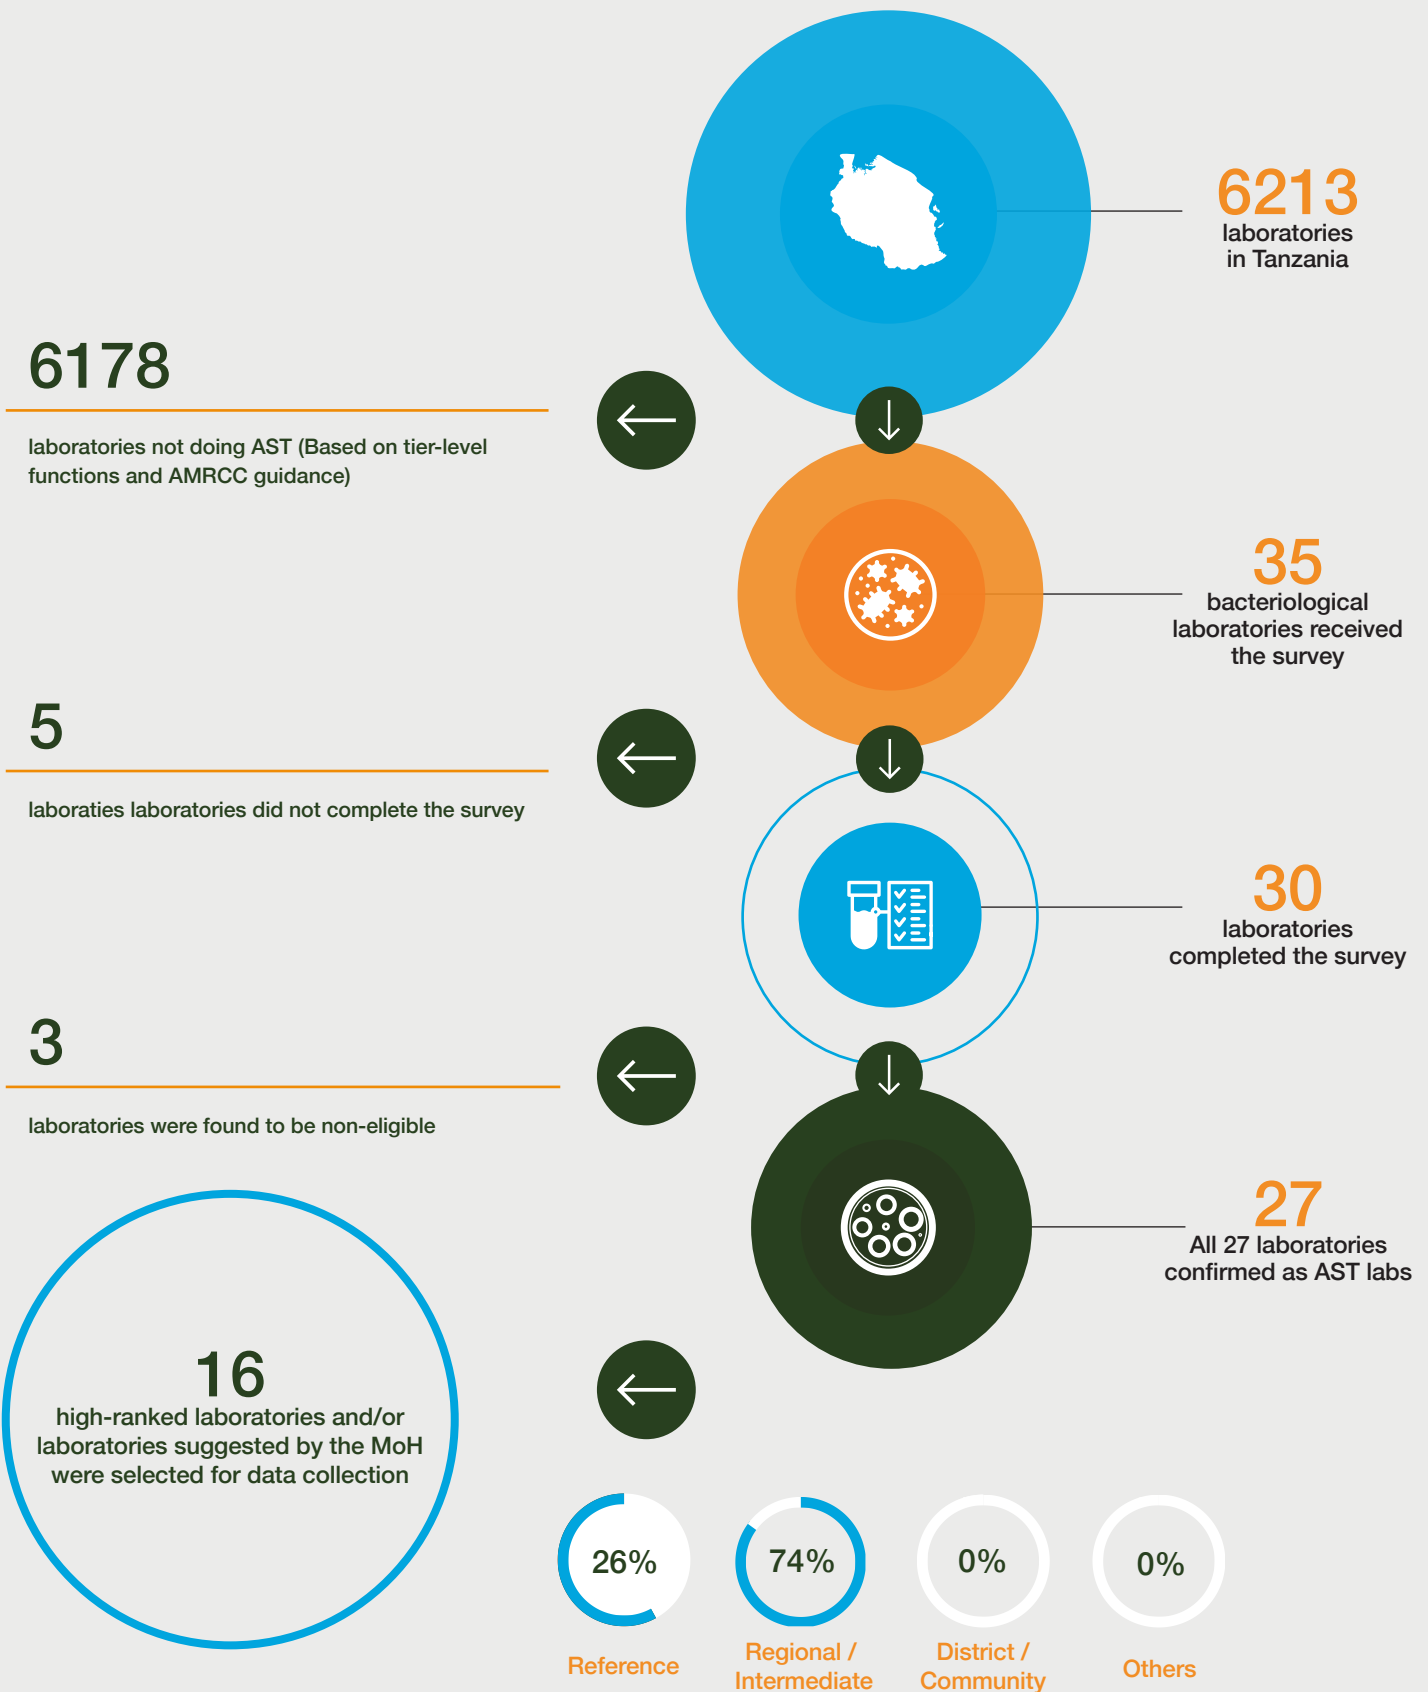 6213
laboratories
in Tanzania
6178
laboratories not doing AST (Based on tier-level
functions and AMRCC guidance)
35
bacteriological
laboratories received
the survey
5
laboraties laboratories did not complete the survey
30
laboratories
completed the survey
3
laboratories were found to be non-eligible
27
All 27 laboratories
confirmed as AST labs
16
high-ranked laboratories and/or
laboratories suggested by the MoH
were selected for data collection
26%
Reference
74%
Regional /
Intermediate
0%
District /
Community
0%
Others